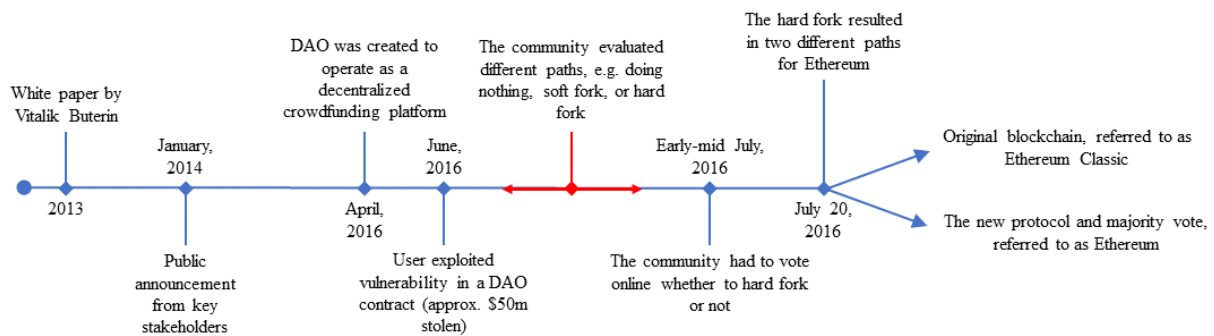 White paper by
Vitalik Buterin
2013
January,
2014
Public
announcement
from key
stakeholders
DAO was created to
operate as a
decentralized
crowdfunding platform
April,
2016
June,
2016
User exploited
vulnerability in a DAO
contract (approx. $50m
stolen)
The community evaluated
different paths, e.g. doing
nothing, soft fork, or hard
fork
Early-mid July,
2016
The community had to vote
online whether to hard fork
or not
The hard fork resulted
in two different paths
for Ethereum
July 20,
2016
Original blockchain, referred to as
Ethereum Classic
The new protocol and majority vote,
referred to as Ethereum